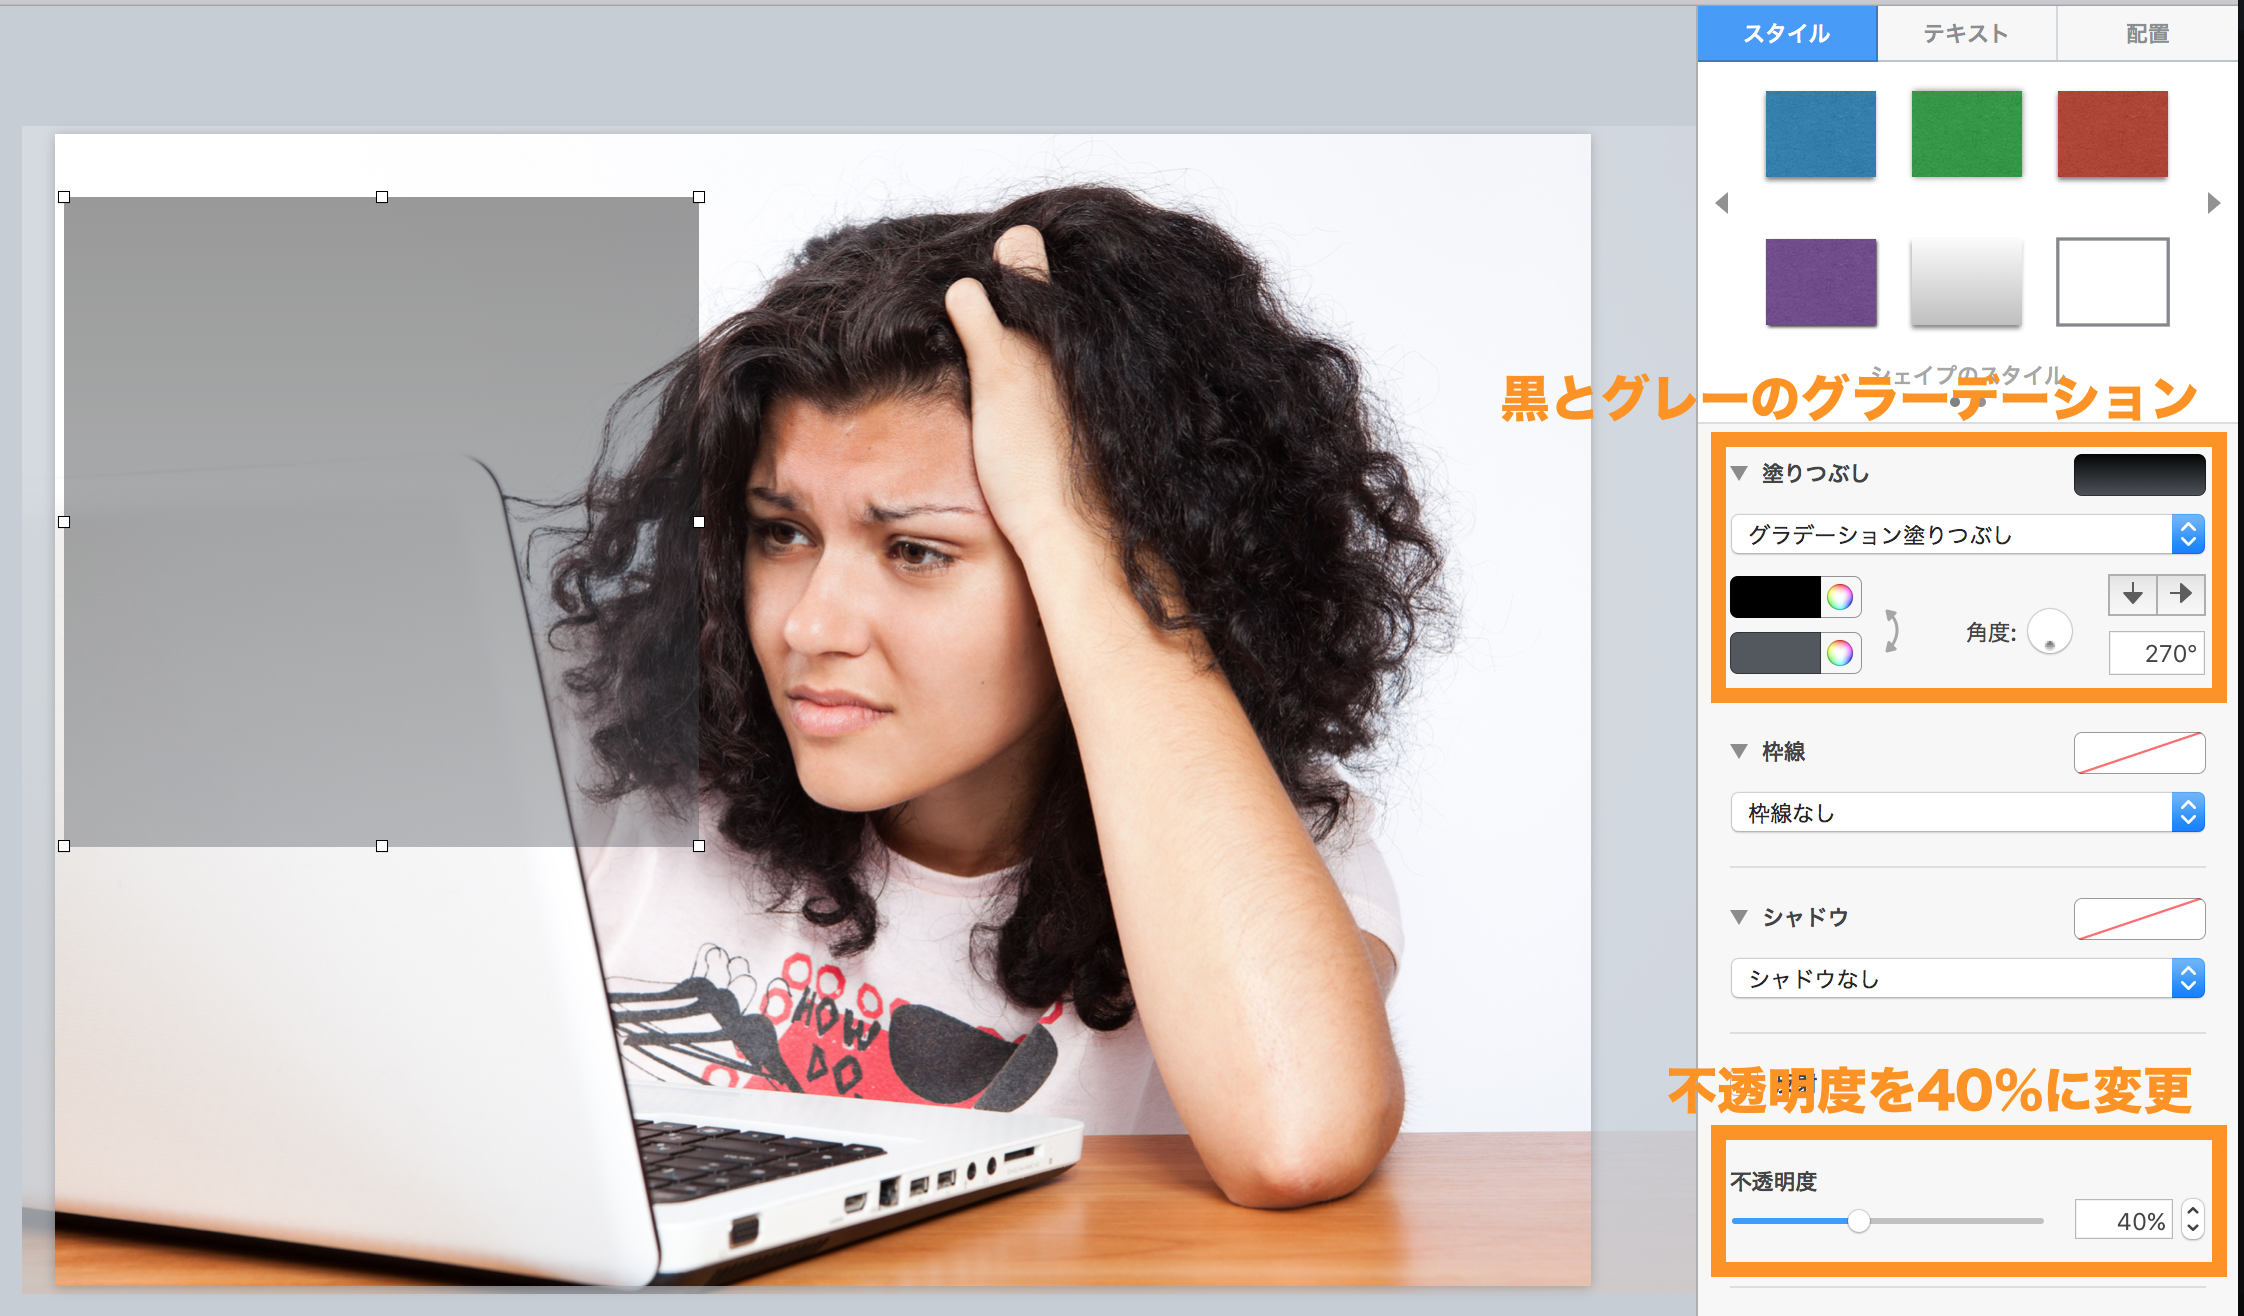 スタイル
テキスト
配置
シェイプのスタイル
黒とグレーのグラーデーション
塗りつぶし
グラデーション塗りつぶし
角度:
270°
枠線
枠線なし
シャドウ
シャドウなし
不透明度を40%に変更
不透明度
40%
HOW
DO